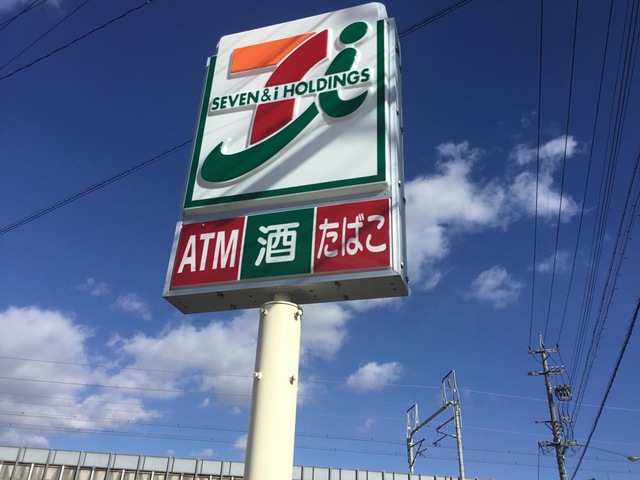 SEVEN & i HOLDINGS
ATM 酒 たばこ